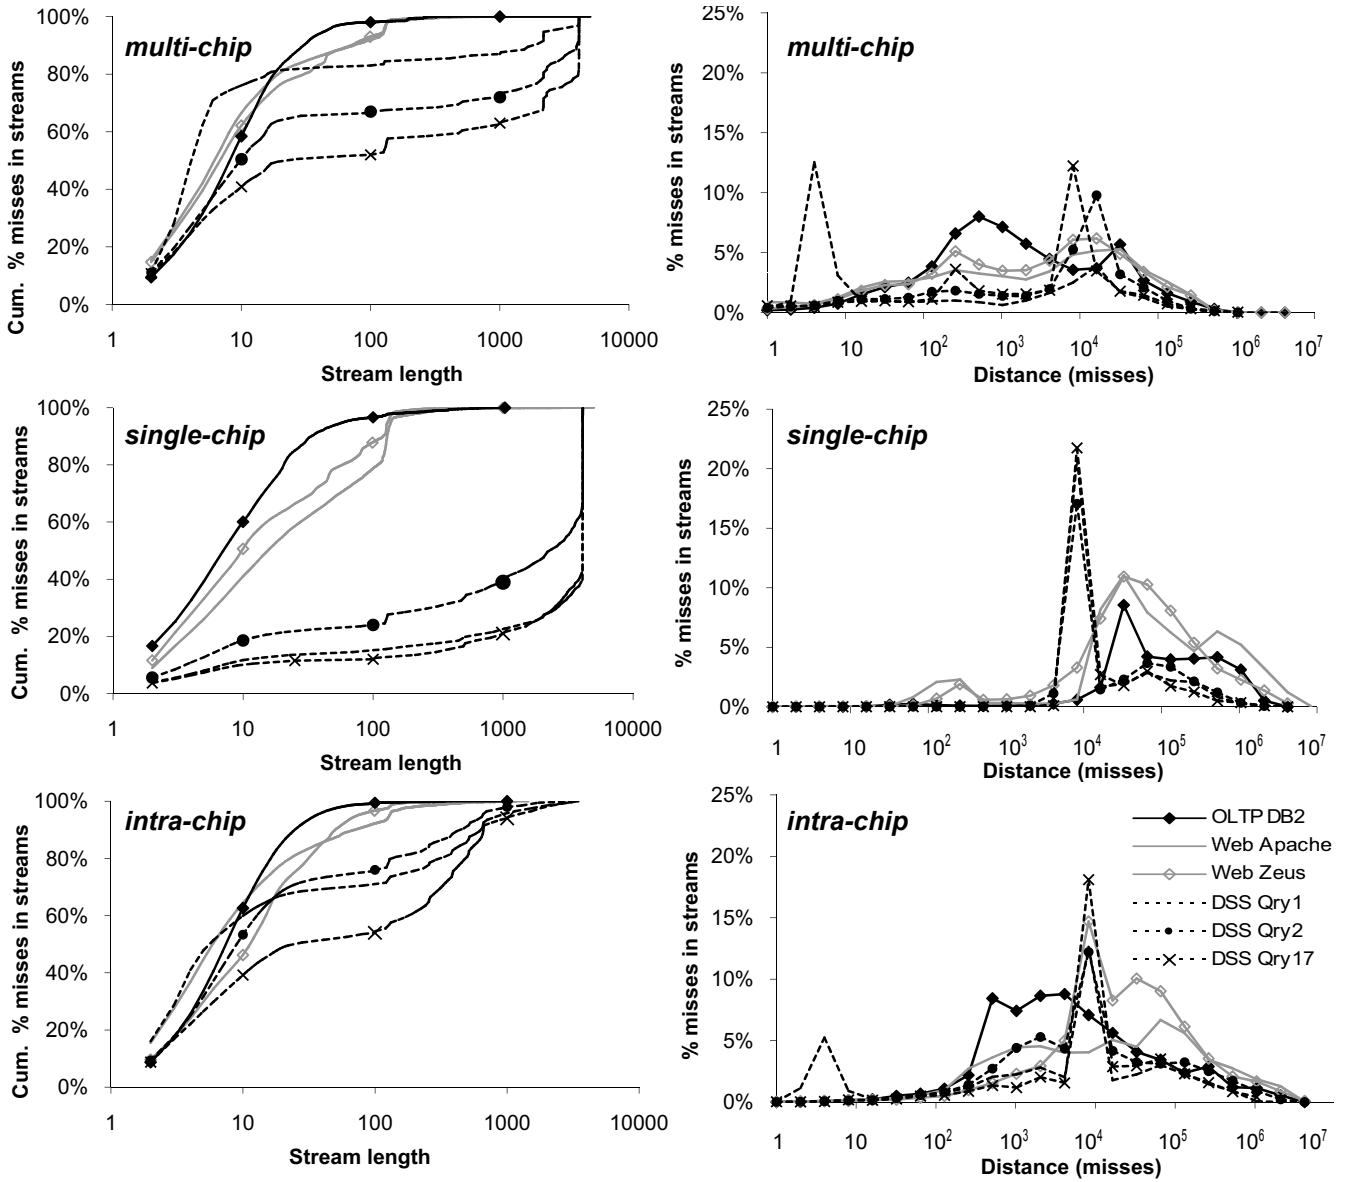 multi-chip
Cum. % misses in streams
100%
80%
60%
40%
20%
0%
1 10 100 1000 10000
Stream length
multi-chip
% misses in streams
25%
20%
15%
10%
5%
0%
1 10 10² 10³ 10⁴ 10⁵ 10⁶ 10⁷
Distance (misses)
single-chip
Cum. % misses in streams
100%
80%
60%
40%
20%
0%
1 10 100 1000 10000
Stream length
single-chip
% misses in streams
25%
20%
15%
10%
5%
0%
1 10 10² 10³ 10⁴ 10⁵ 10⁶ 10⁷
Distance (misses)
intra-chip
Cum. % misses in streams
100%
80%
60%
40%
20%
0%
1 10 100 1000 10000
Stream length
intra-chip
% misses in streams
25%
20%
15%
10%
5%
0%
1 10 10² 10³ 10⁴ 10⁵ 10⁶ 10⁷
Distance (misses)
OLTP DB2
Web Apache
Web Zeus
DSS Qry1
DSS Qry2
DSS Qry17